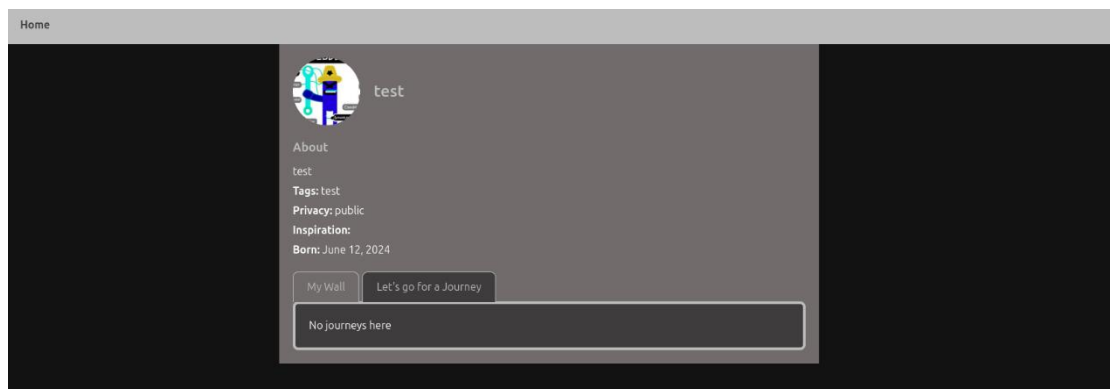 Home
test
About
test
Tags: test
Privacy: public
Inspiration:
Born: June 12, 2024
My Wall
Let's go for a Journey
No journeys here